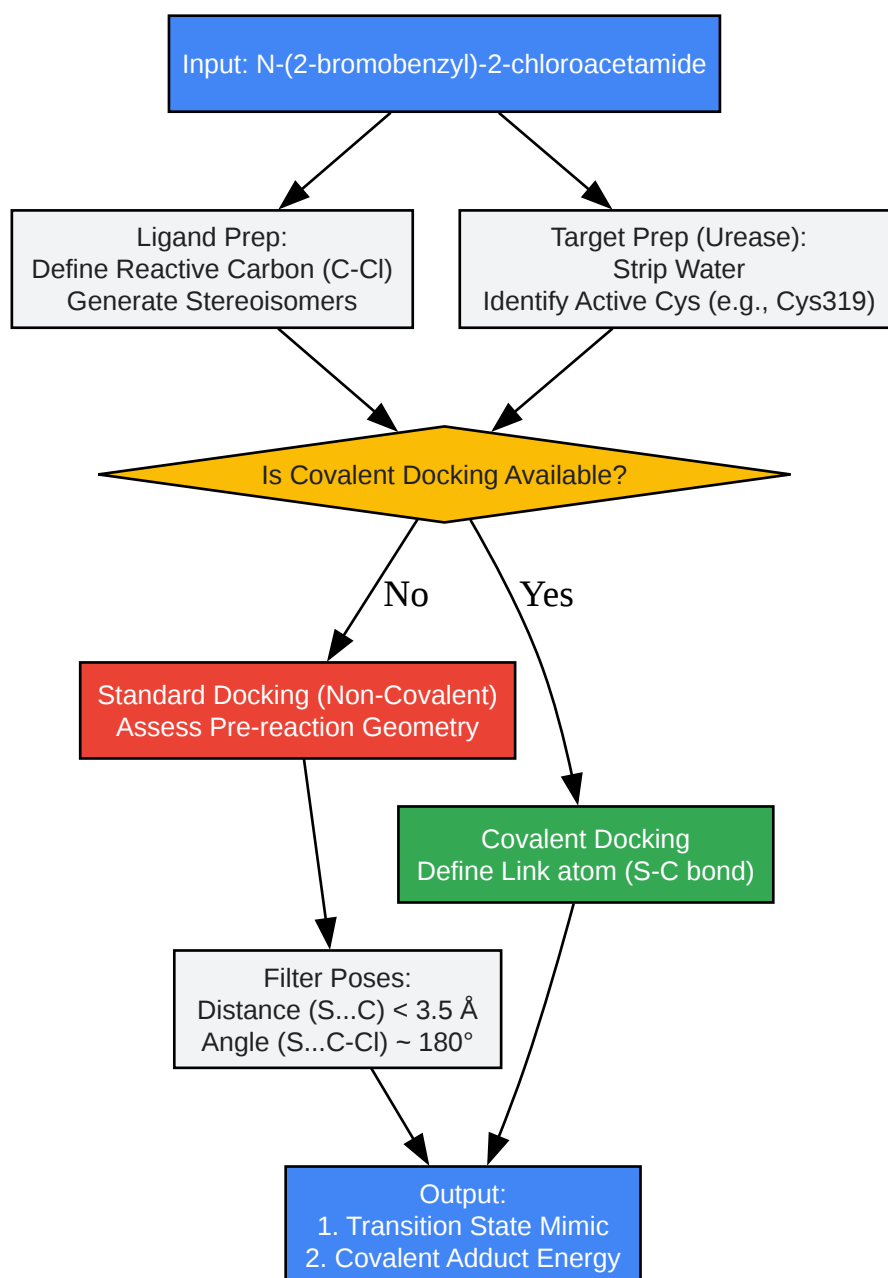 Input: N-(2-bromobenzyl)-2-chloroacetamide
Ligand Prep:
Define Reactive Carbon (C-Cl)
Generate Stereoisomers
Target Prep (Urease):
Strip Water
Identify Active Cys (e.g., Cys319)
Is Covalent Docking Available?
No
Yes
Standard Docking (Non-Covalent)
Assess Pre-reaction Geometry
Covalent Docking
Define Link atom (S-C bond)
Filter Poses:
Distance (S...C) < 3.5 Å
Angle (S...C-Cl) ~ 180°
Output:
1. Transition State Mimic
2. Covalent Adduct Energy